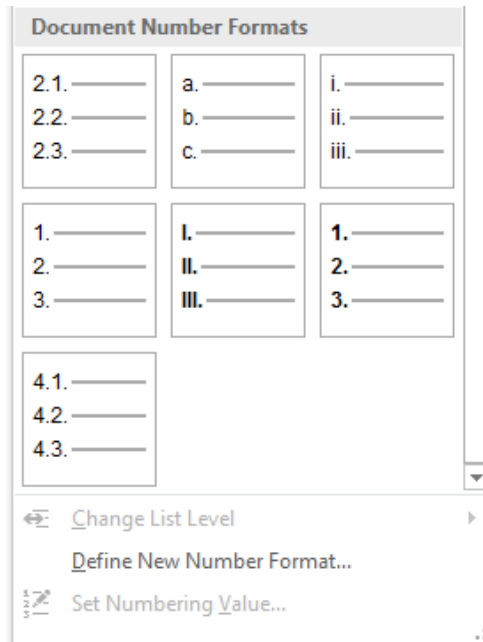 Document Number Formats
2.1.
2.2.
2.3.
a.
b.
c.
i.
ii.
iii.
1.
2.
3.
I.
II.
III.
1.
2.
3.
4.1.
4.2.
4.3.
Change List Level
Define New Number Format...
Set Numbering Value...